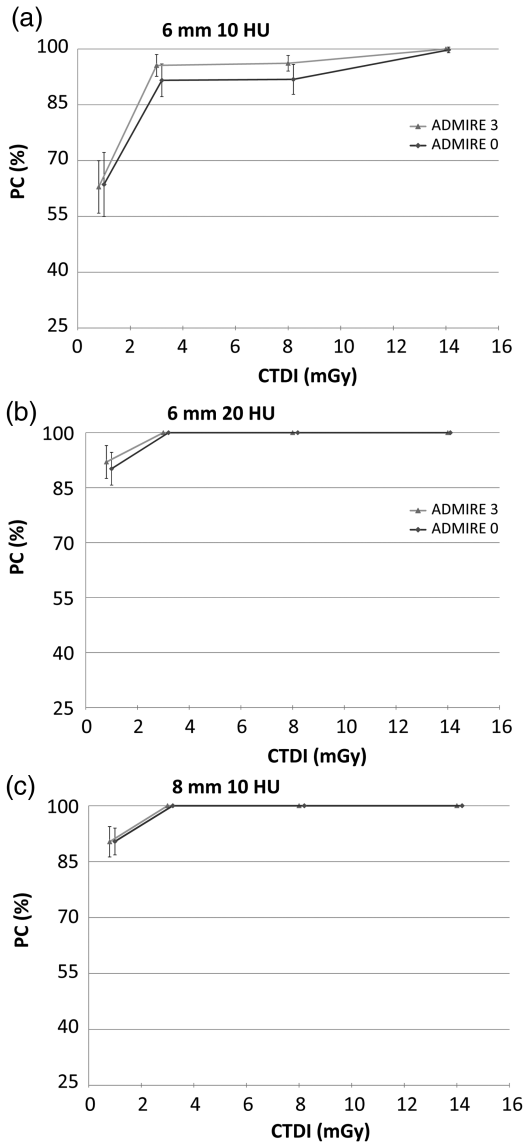 (a)
6 mm 10 HU
100
85
70
55
40
25
PC (%)
ADMIRE 3
ADMIRE 0
0 2 4 6 8 10 12 14 16
CTDI (mGy)
(b)
6 mm 20 HU
100
85
70
55
40
25
PC (%)
ADMIRE 3
ADMIRE 0
0 2 4 6 8 10 12 14 16
CTDI (mGy)
(c)
8 mm 10 HU
100
85
70
55
40
25
PC (%)
0 2 4 6 8 10 12 14 16
CTDI (mGy)